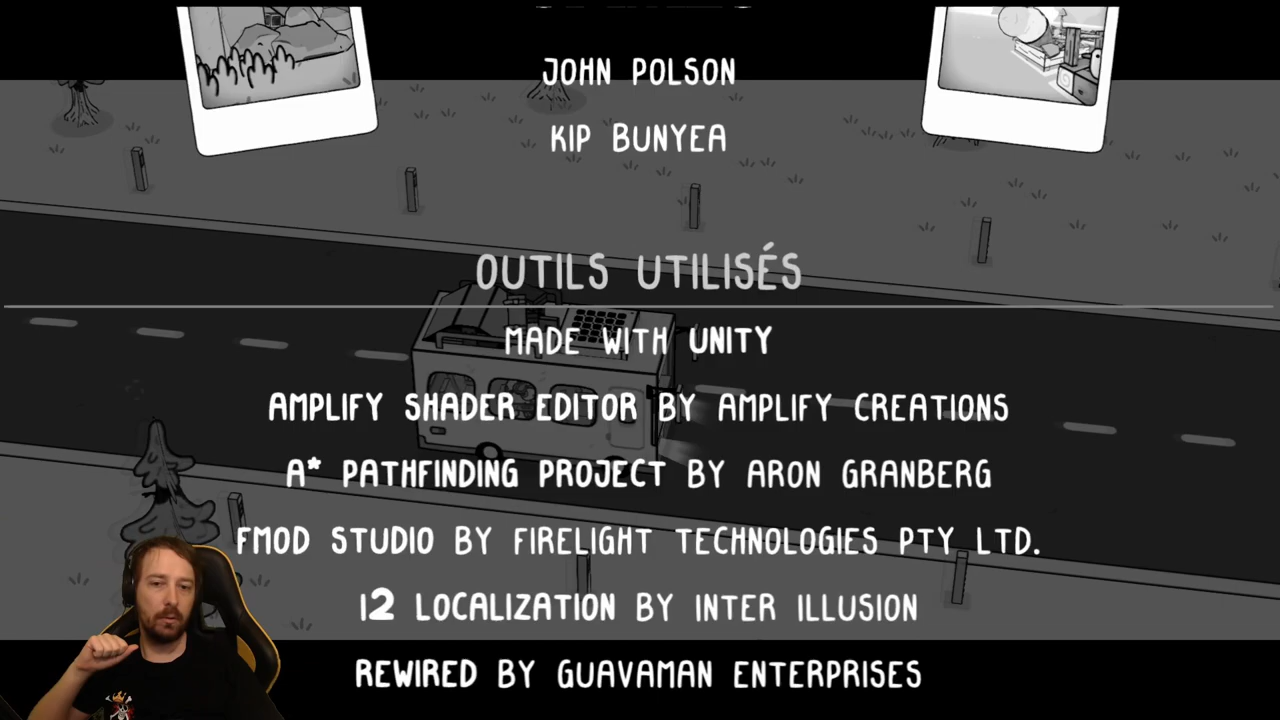 JOHN POLSON
KIP BUNYEA
OUTILS UTILISÉS
MADE WITH UNITY
AMPLIFY SHADER EDITOR BY AMPLIFY CREATIONS
A* PATHFINDING PROJECT BY ARON GRANBERG
FMOD STUDIO BY FIRELIGHT TECHNOLOGIES PTY LTD.
I2 LOCALIZATION BY INTER ILLUSION
REWIRED BY GUAVAMAN ENTERPRISES